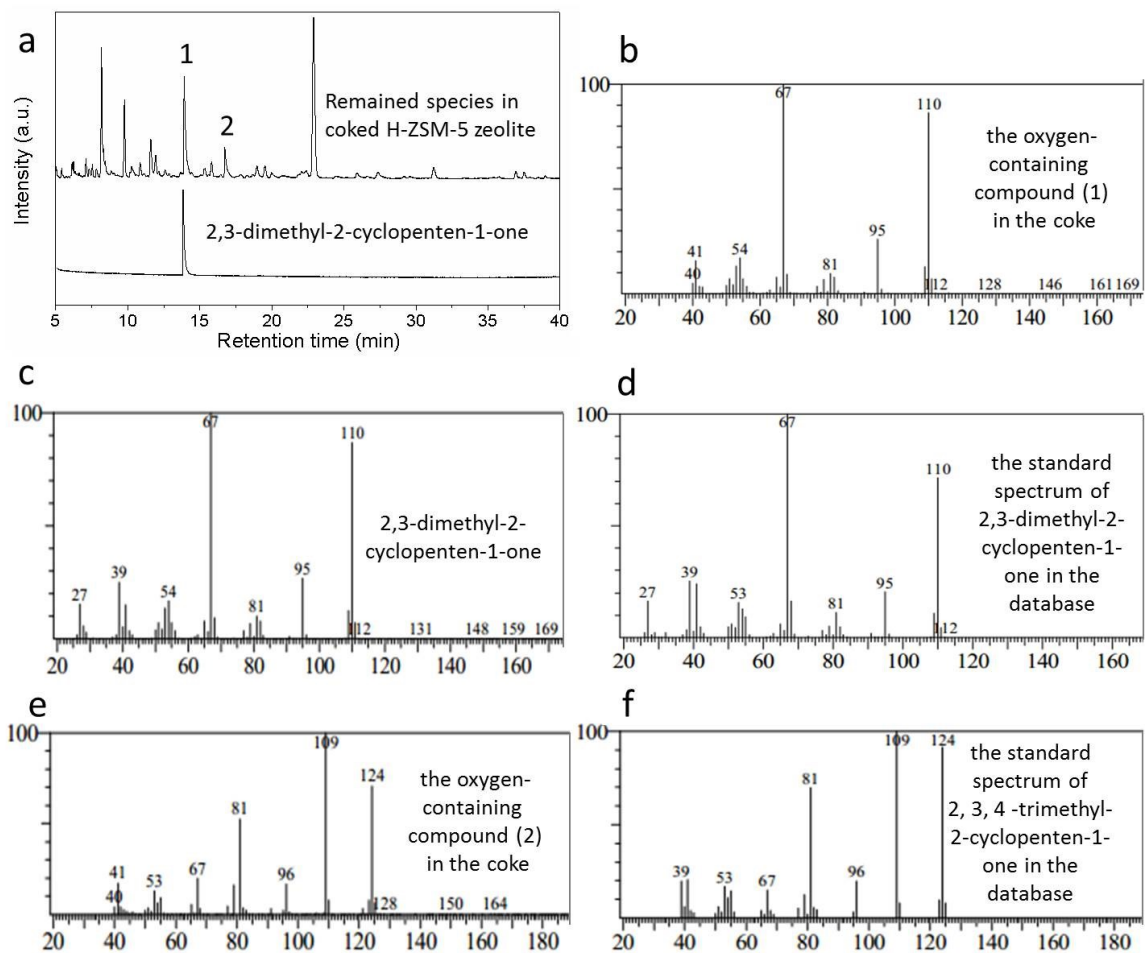 a
1
2
Remained species in
coked H-ZSM-5 zeolite
2,3-dimethyl-2-cyclopenten-1-one
Intensity (a.u.)
5 10 15 20 25 30 35 40
Retention time (min)
b
100
67
110
the oxygen-
containing
compound (1)
in the coke
95
41
54
40
81
112 128 146 161 169
20 40 60 80 100 120 140 160
c
100
67
110
2,3-dimethyl-2-
cyclopenten-1-one
95
39
27
54
81
112 131 148 159 169
20 40 60 80 100 120 140 160
d
100
67
110
the standard
spectrum of
2,3-dimethyl-2-
cyclopenten-1-
one in the
database
95
39
27
53
81
112
20 40 60 80 100 120 140 160
e
100
109
124
the oxygen-
containing
compound (2)
in the coke
81
41
67
53
96
40
128 150 164
20 40 60 80 100 120 140 160 180
f
100
109
124
the standard
spectrum of
2, 3, 4 -trimethyl-
2-cyclopenten-1-
one in the
database
81
39
53
67
96
20 40 60 80 100 120 140 160 180